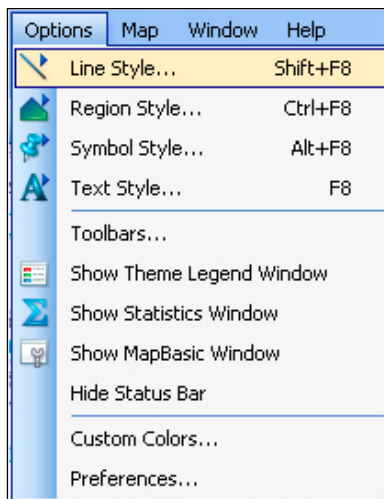 Options Map Window Help
Line Style... Shift+F8
Region Style... Ctrl+F8
Symbol Style... Alt+F8
Text Style... F8
Toolbars...
Show Theme Legend Window
Show Statistics Window
Show MapBasic Window
Hide Status Bar
Custom Colors...
Preferences...